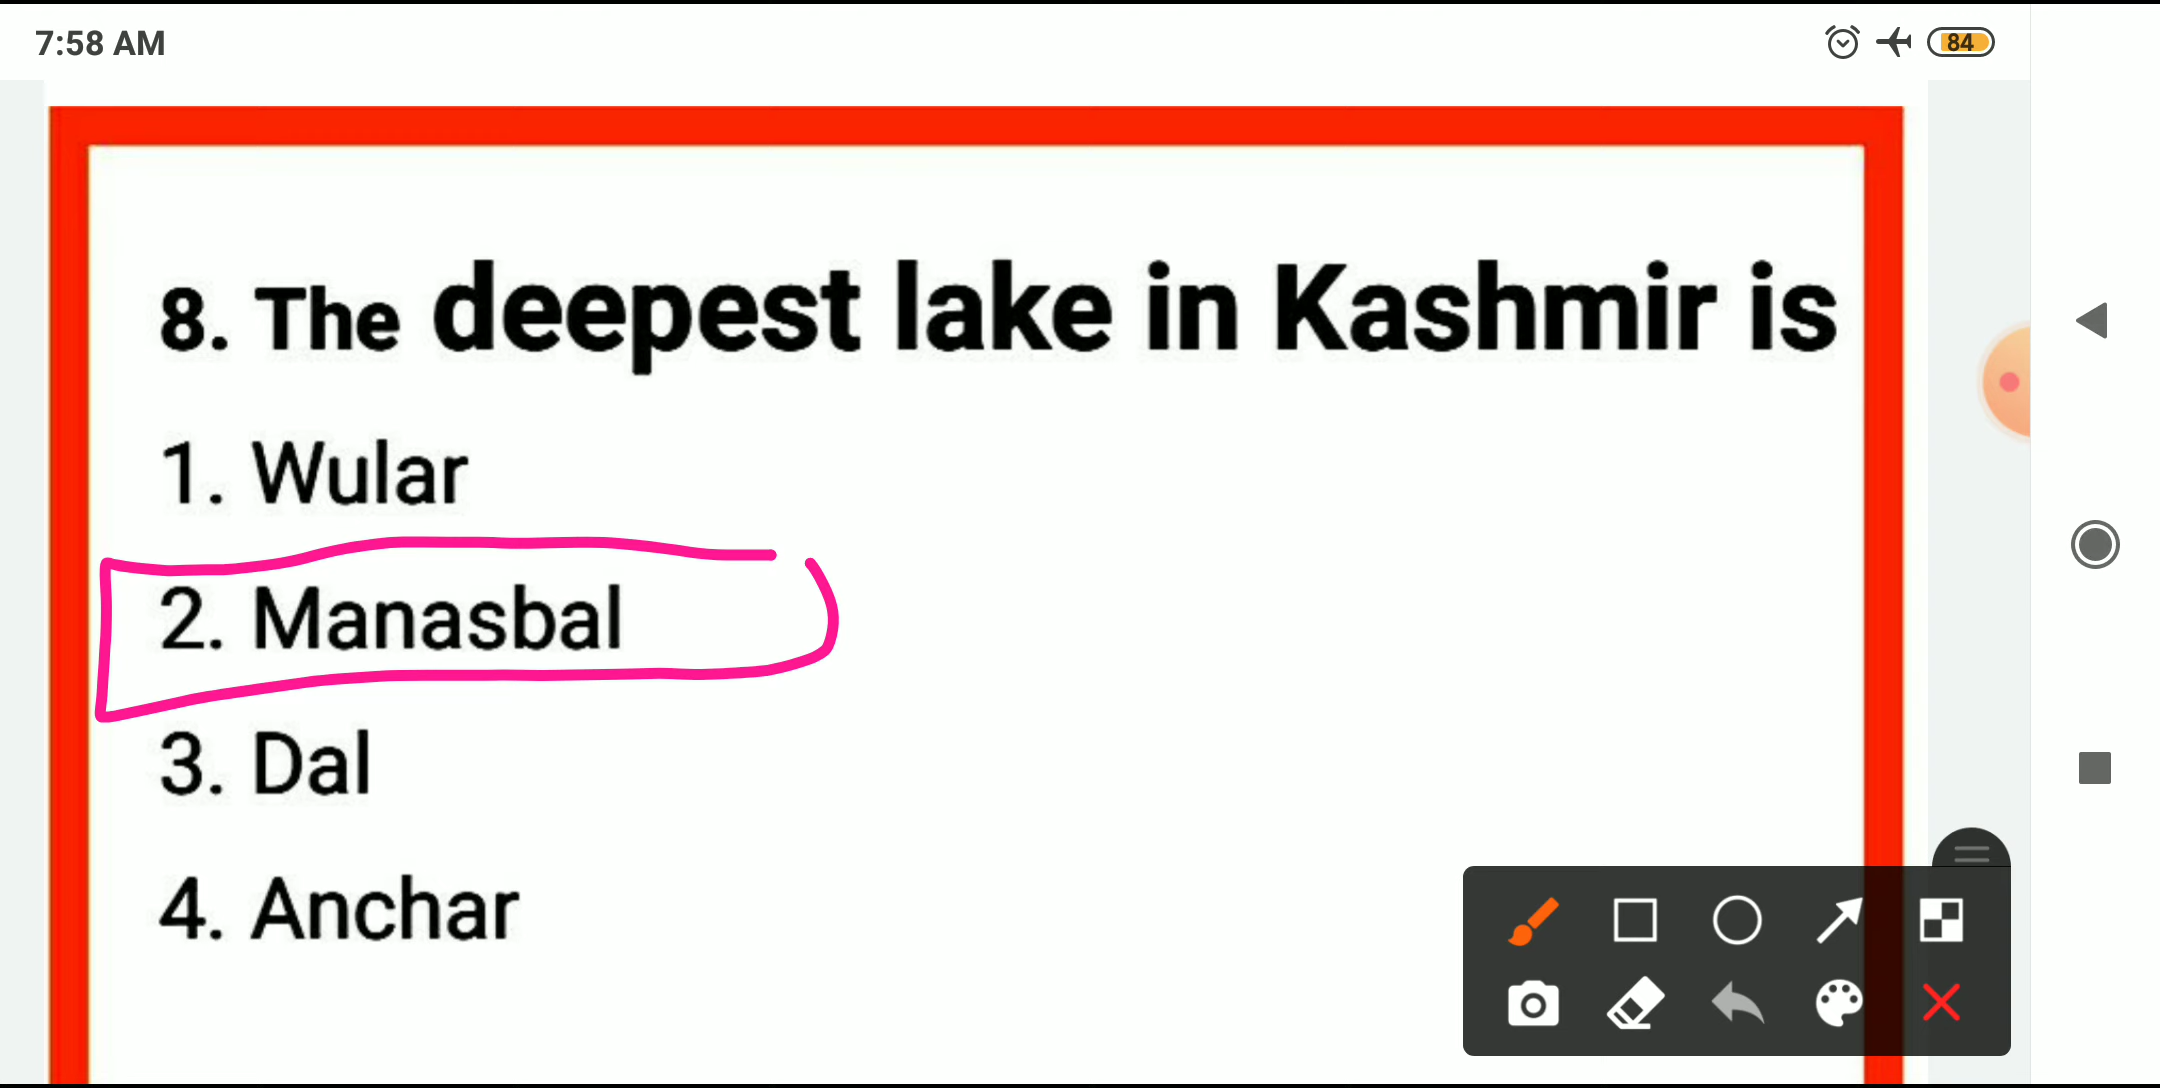 7:58 AM
84
8. The deepest lake in Kashmir is
1. Wular
2. Manasbal
3. Dal
4. Anchar